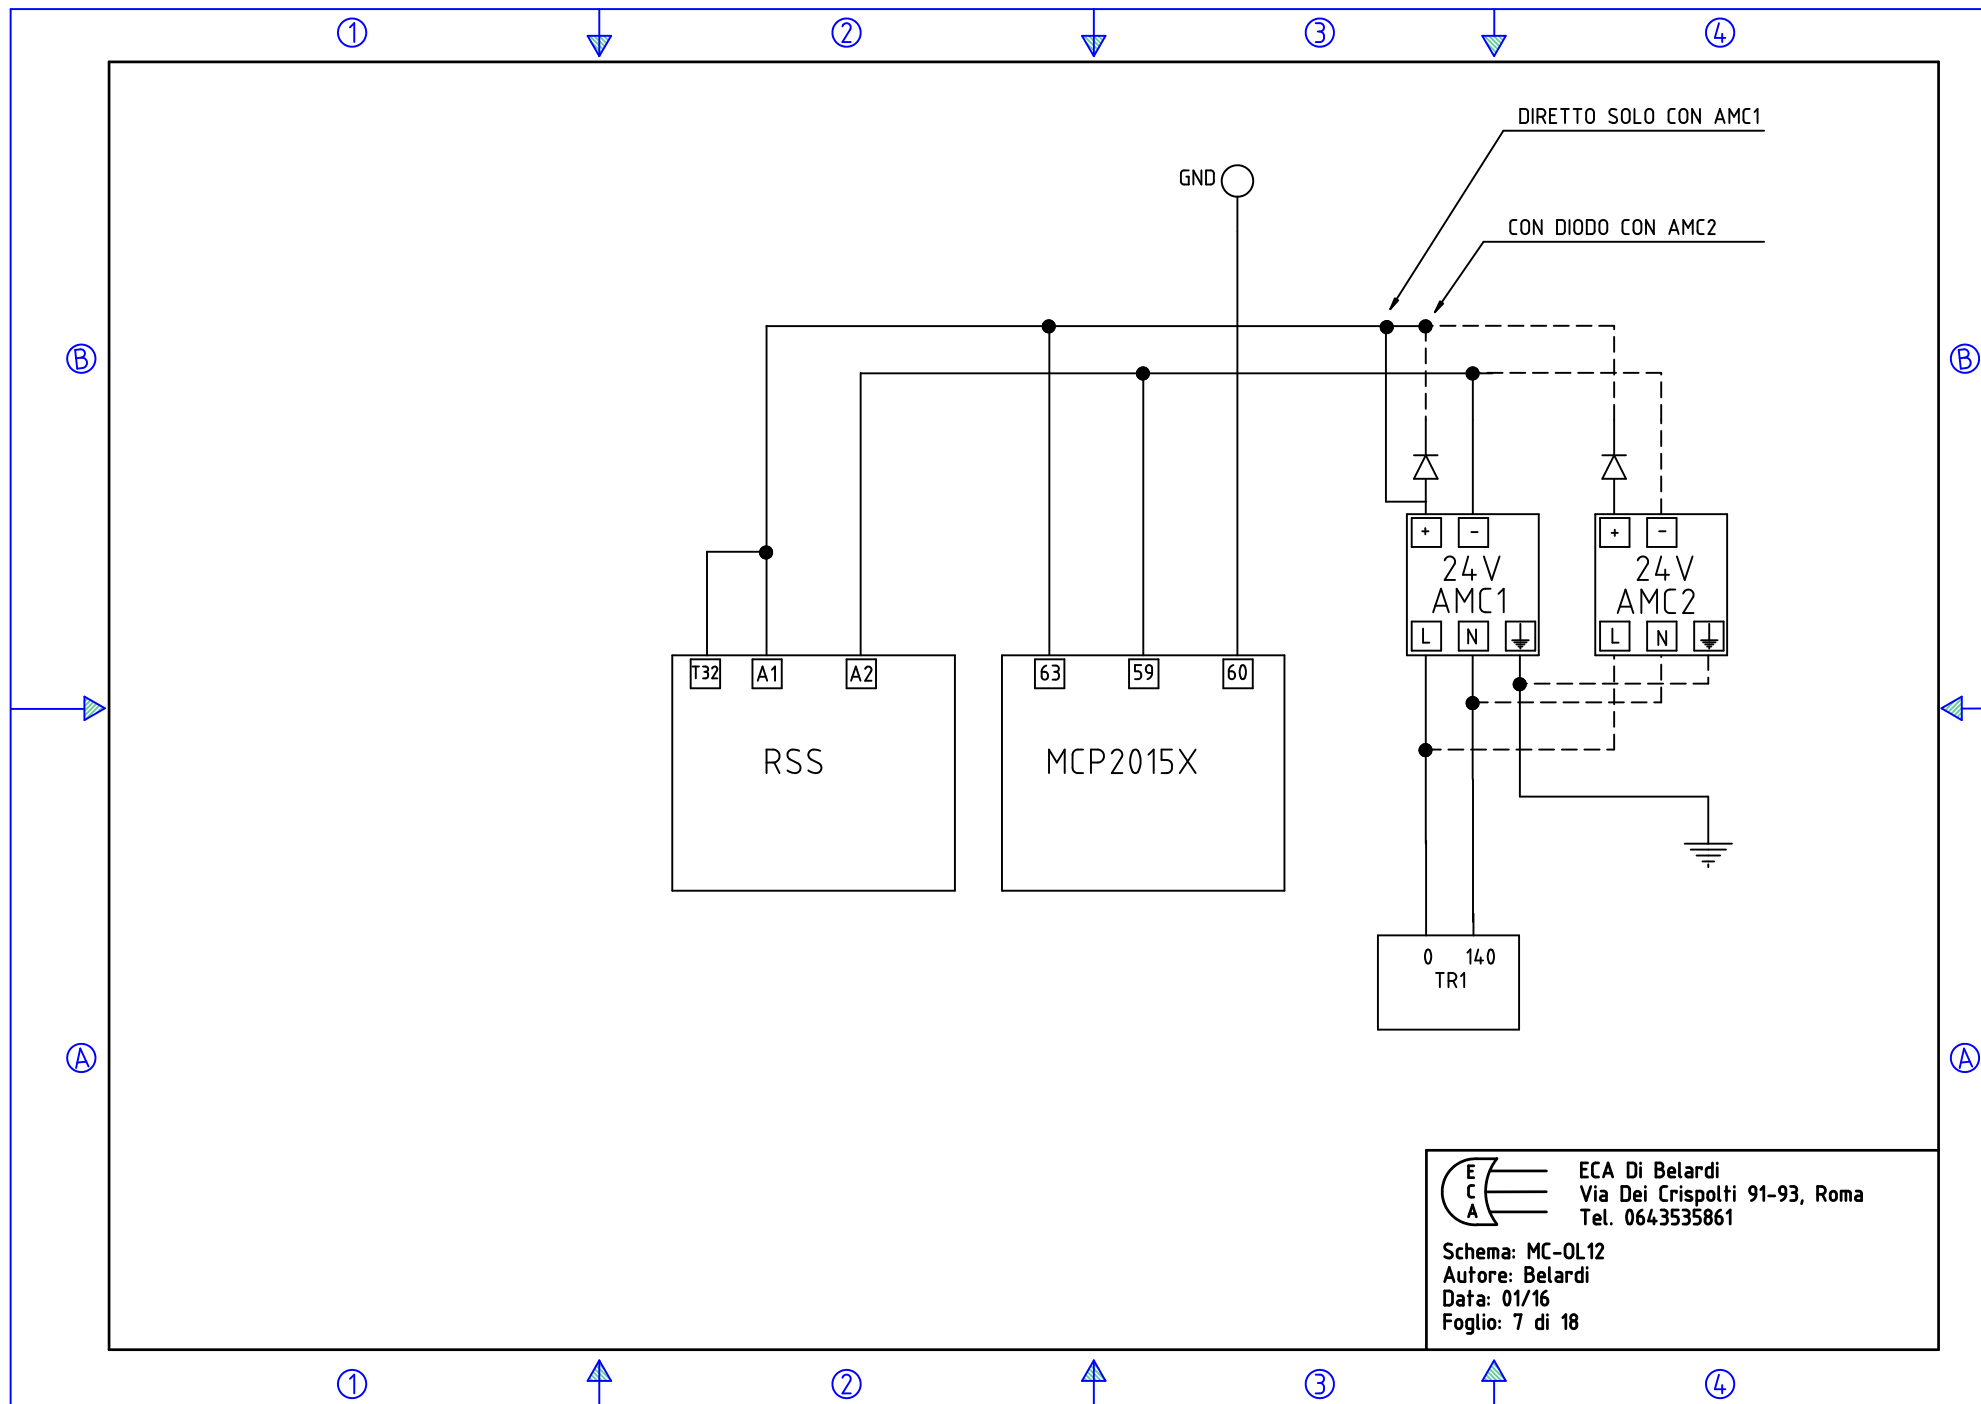 1 2 3 4
DIRETTO SOLO CON AMC1
GND
CON DIODO CON AMC2
B B
+ - + -
24V 24V
AMC1 AMC2
L N L N
T32 A1 A2 63 59 60
RSS MCP2015X
0 140
TR1
A A
E C A
ECA Di Belardi
Via Dei Crispolti 91-93, Roma
Tel. 0643535861
Schema: MC-OL12
Autore: Belardi
Data: 01/16
Foglio: 7 di 18
1 2 3 4